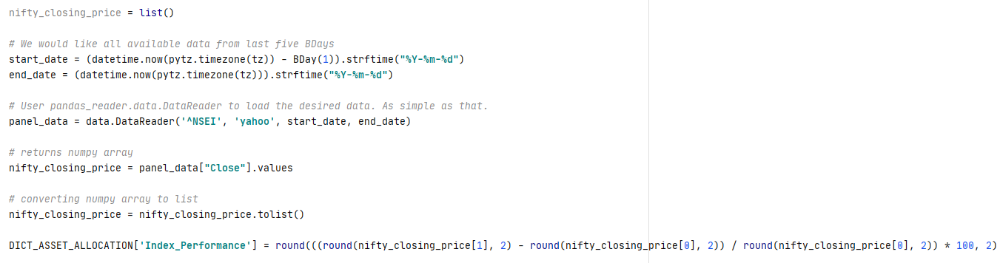 nifty_closing_price = list()
# We would like all available data from last five BDays
start_date = (datetime.now(pytz.timezone(tz)) - BDay(1)).strftime("%Y-%m-%d")
end_date = (datetime.now(pytz.timezone(tz))).strftime("%Y-%m-%d")
# User pandas_reader.data.DataReader to load the desired data. As simple as that.
panel_data = data.DataReader('^NSEI', 'yahoo', start_date, end_date)
# returns numpy array
nifty_closing_price = panel_data["Close"].values
# converting numpy array to list
nifty_closing_price = nifty_closing_price.tolist()
DICT_ASSET_ALLOCATION['Index_Performance'] = round(((round(nifty_closing_price[1], 2) - round(nifty_closing_price[0], 2)) / round(nifty_closing_price[0], 2)) * 100, 2)